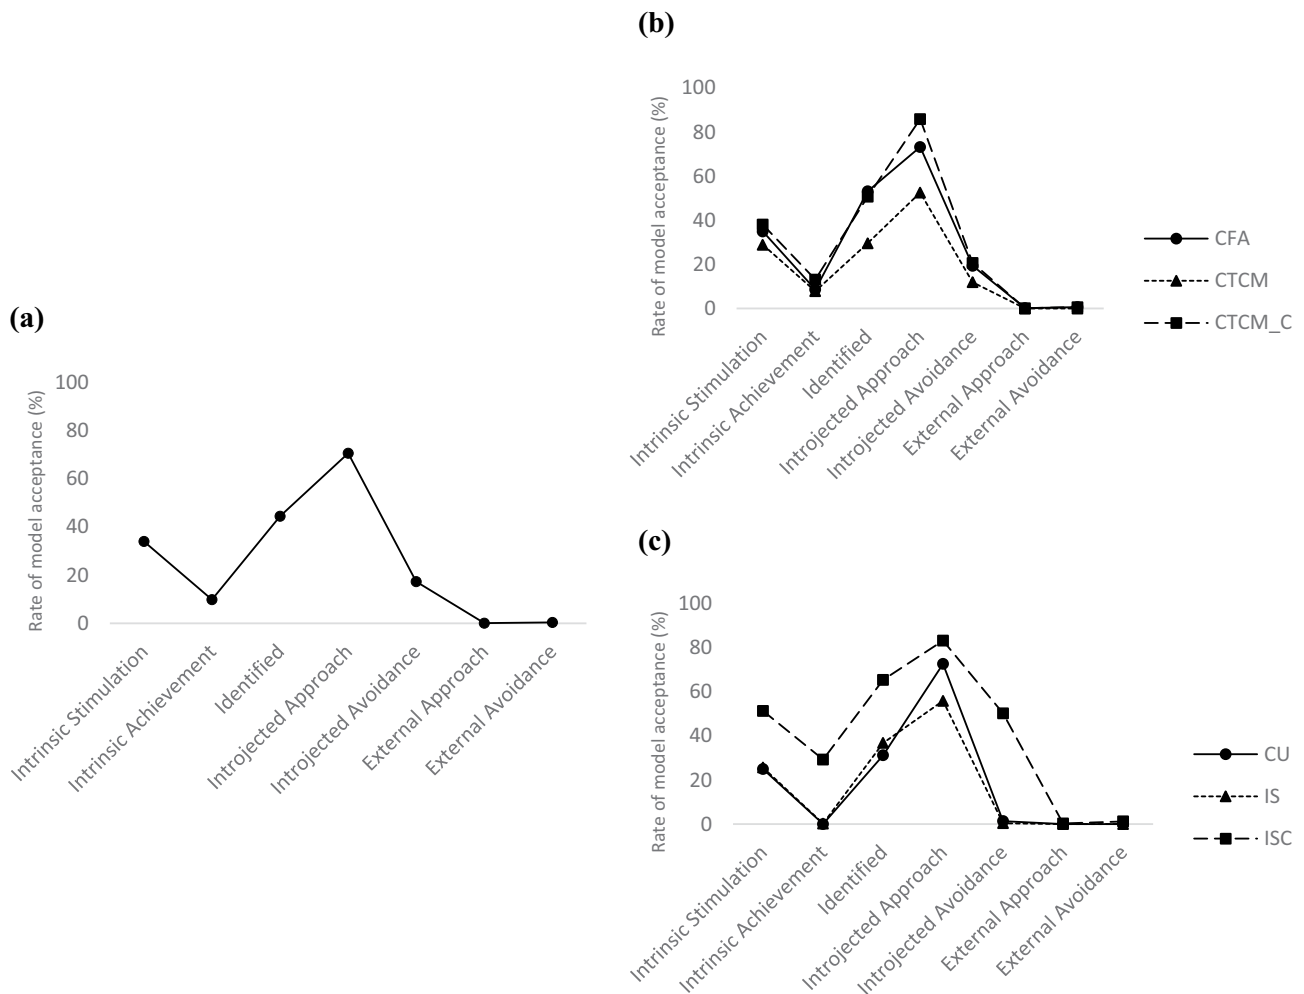 (a)
Rate of model acceptance (%)
100
80
60
40
20
0
Intrinsic Stimulation
Intrinsic Achievement
Identified
Introjected Approach
Introjected Avoidance
External Approach
External Avoidance
(b)
Rate of model acceptance (%)
100
80
60
40
20
0
Intrinsic Stimulation
Intrinsic Achievement
Identified
Introjected Approach
Introjected Avoidance
External Approach
External Avoidance
CFA
CTCM
CTCM_C
(c)
Rate of model acceptance (%)
100
80
60
40
20
0
Intrinsic Stimulation
Intrinsic Achievement
Identified
Introjected Approach
Introjected Avoidance
External Approach
External Avoidance
CU
IS
ISC